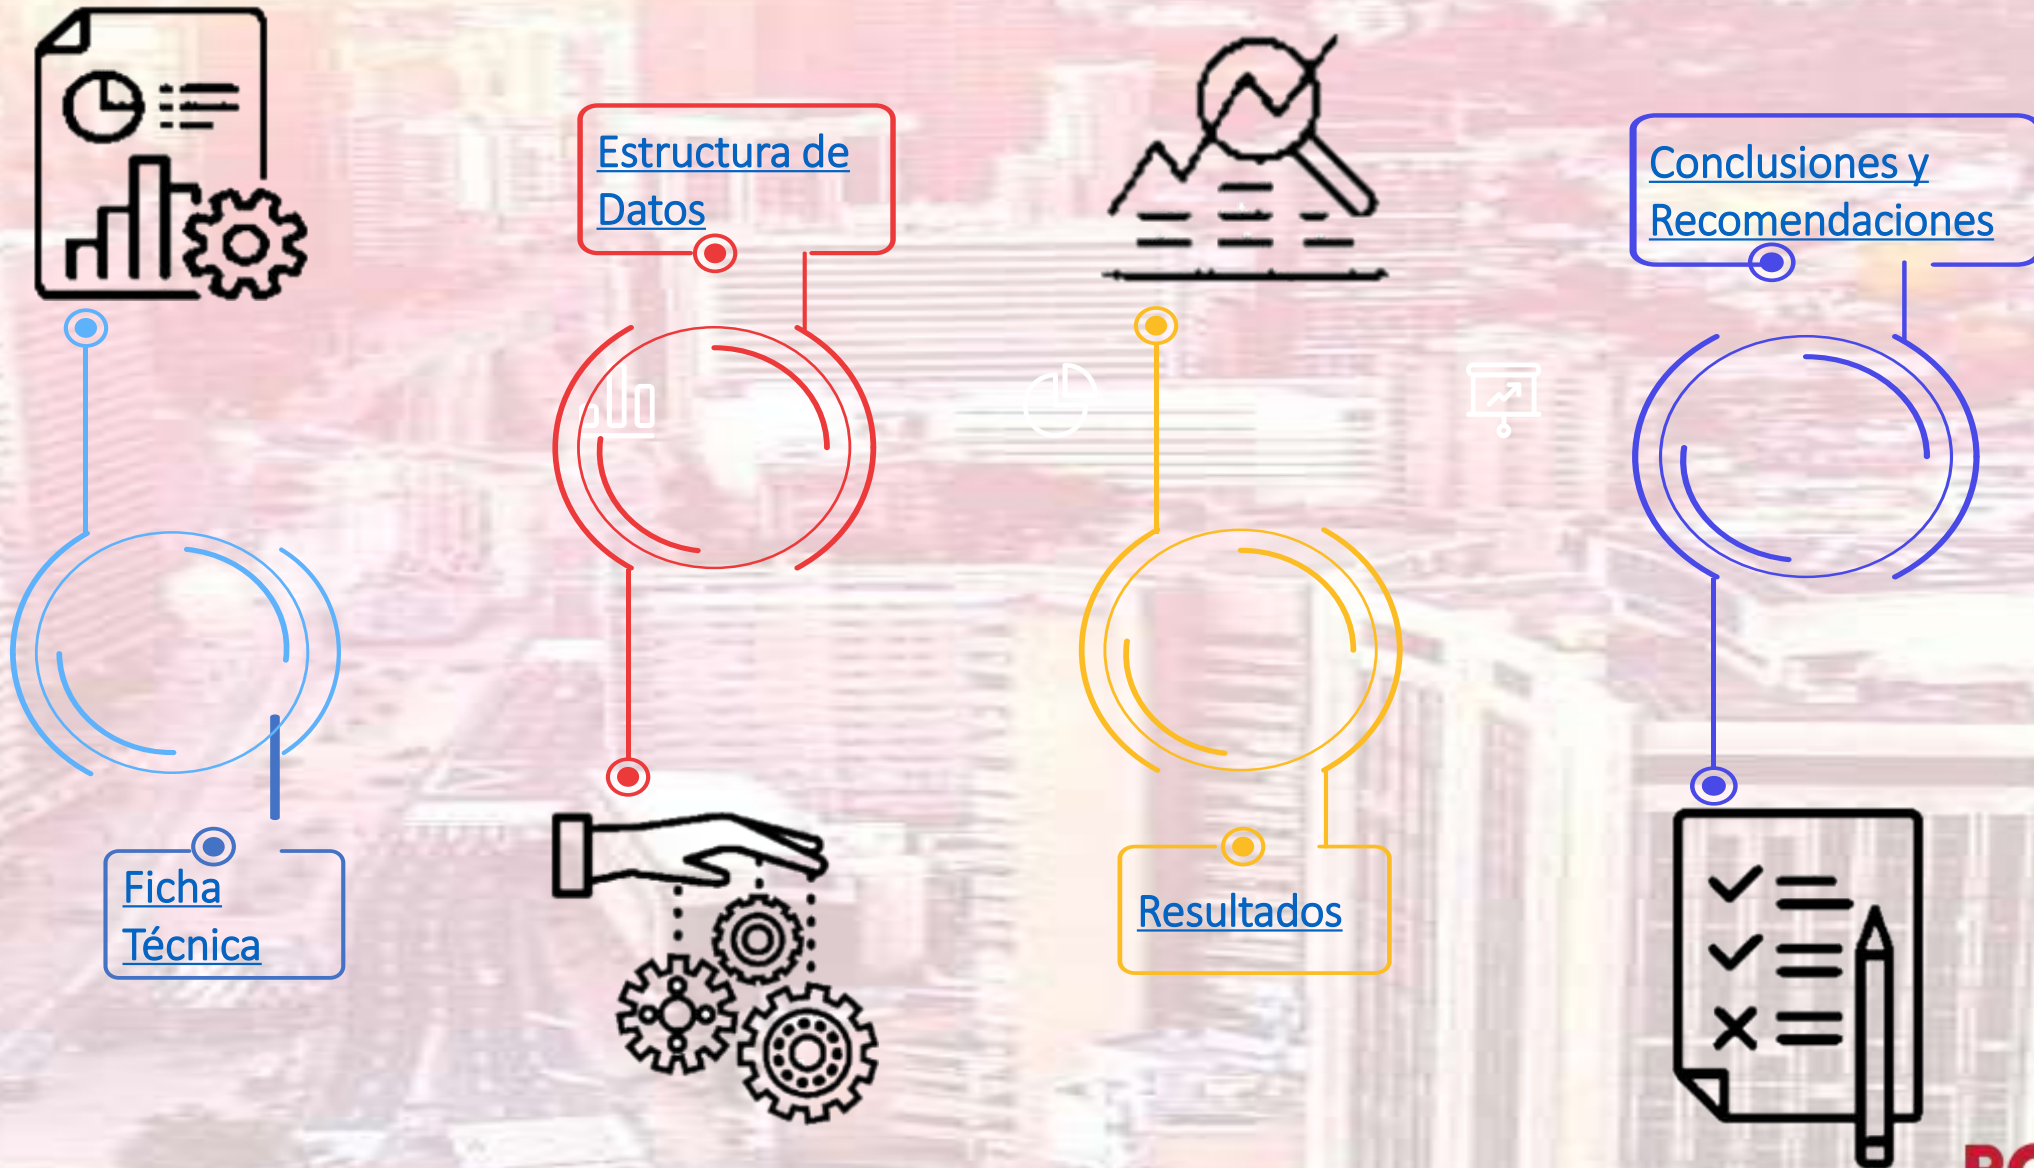 Estructura de
Datos
Conclusiones y
Recomendaciones
Ficha
Técnica
Resultados